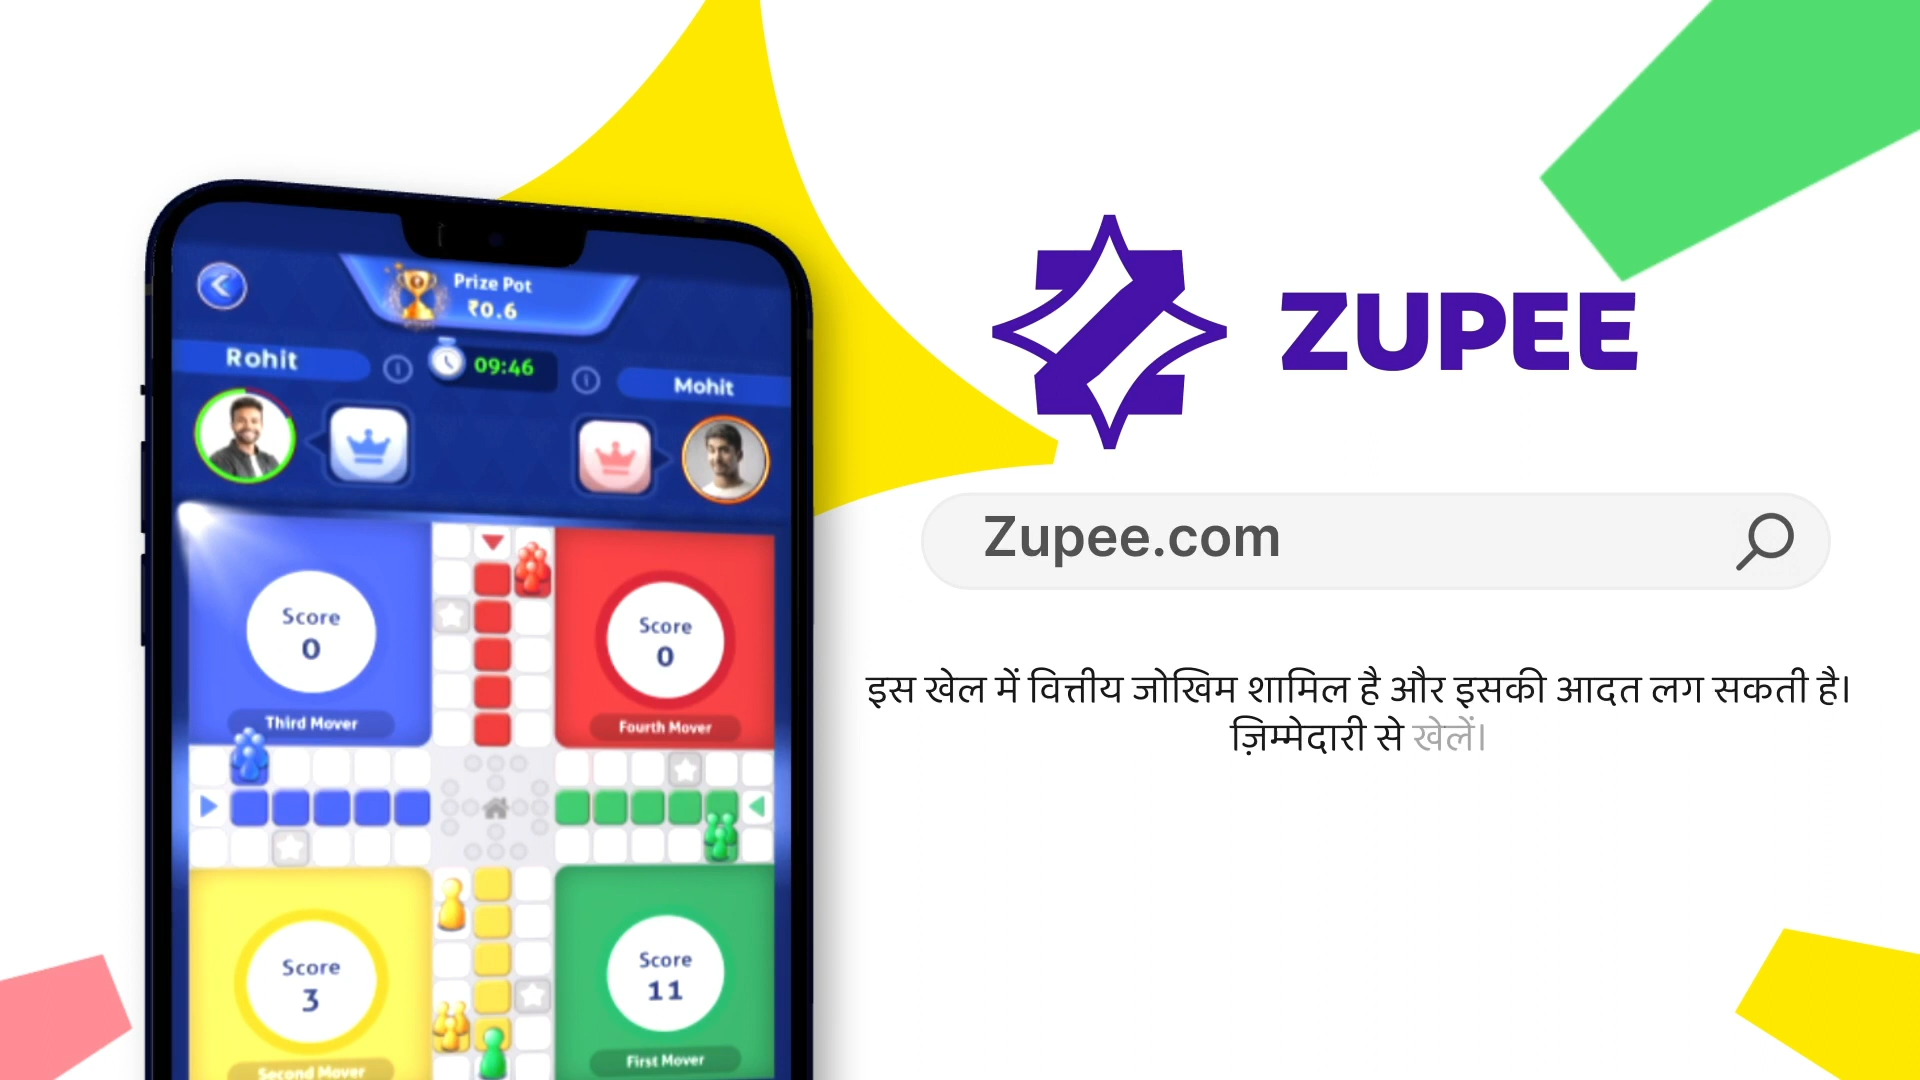 Prize Pot
₹0.6
Rohit
09:46
Mohit
Score
0
Third Mover
Score
0
Fourth Mover
Score
3
Second Mover
Score
11
First Mover
ZUPEE
Zupee.com
इस खेल में वित्तीय जोखिम शामिल है और इसकी आदत लग सकती है।
ज़िम्मेदारी से खेलें।